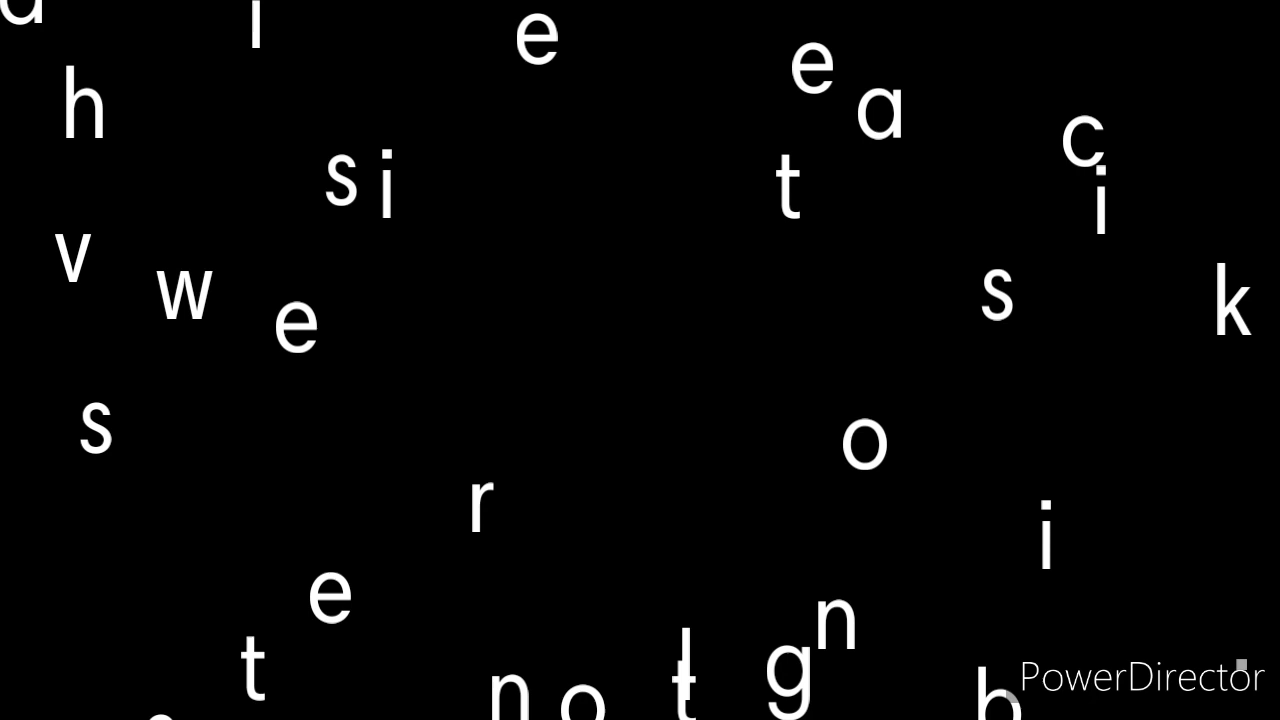 i e
e
h a
c
s i t i
v
w s k
e
s o
r
i
e n
t l g
n o t b
PowerDirector